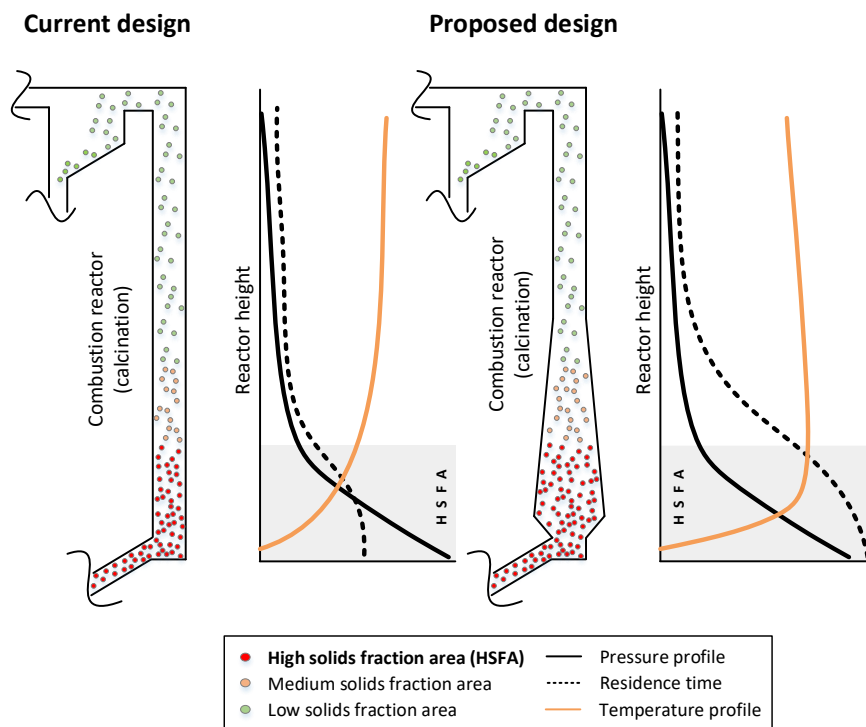 Current design
Proposed design
Combustion reactor
(calcination)
Reactor height
HSFA
Combustion reactor
(calcination)
Reactor height
HSFA
High solids fraction area (HSFA)
Medium solids fraction area
Low solids fraction area
Pressure profile
Residence time
Temperature profile